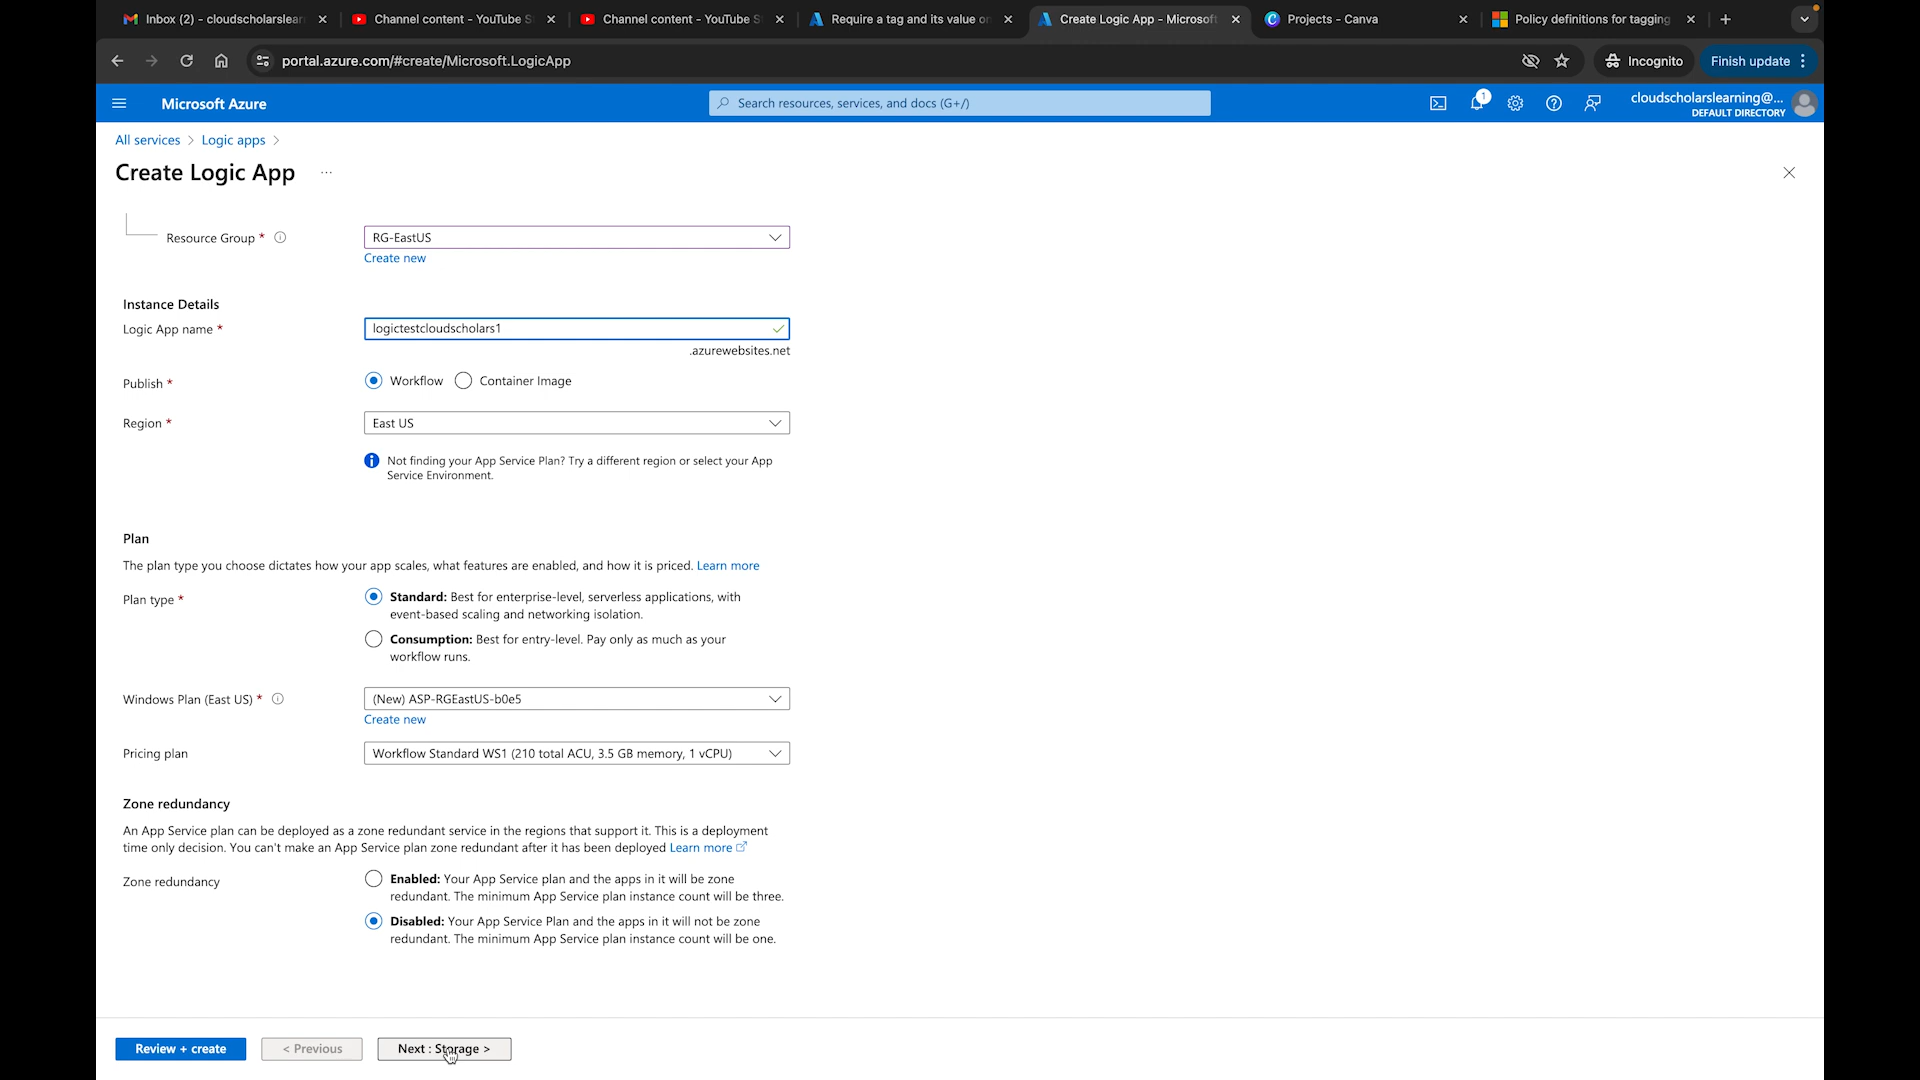 Inbox (2) - cloudscholarslear
Channel content - YouTube S
Channel content - YouTube S
Require a tag and its value on
Create Logic App - Microsoft
Projects - Canva
Policy definitions for tagging
portal.azure.com/#create/Microsoft.LogicApp
Incognito
Finish update
Microsoft Azure
Search resources, services, and docs (G+/)
1
cloudscholarslearning@...
DEFAULT DIRECTORY
All services > Logic apps >
Create Logic App ...
Resource Group *
RG-EastUS
Create new
Instance Details
Logic App name *
logictestcloudscholars1
.azurewebsites.net
Publish *
Workflow
Container Image
Region *
East US
Not finding your App Service Plan? Try a different region or select your App
Service Environment.
Plan
The plan type you choose dictates how your app scales, what features are enabled, and how it is priced. Learn more
Plan type *
Standard: Best for enterprise-level, serverless applications, with
event-based scaling and networking isolation.
Consumption: Best for entry-level. Pay only as much as your
workflow runs.
Windows Plan (East US) *
(New) ASP-RGEastUS-b0e5
Create new
Pricing plan
Workflow Standard WS1 (210 total ACU, 3.5 GB memory, 1 vCPU)
Zone redundancy
An App Service plan can be deployed as a zone redundant service in the regions that support it. This is a deployment
time only decision. You can't make an App Service plan zone redundant after it has been deployed Learn more
Zone redundancy
Enabled: Your App Service plan and the apps in it will be zone
redundant. The minimum App Service plan instance count will be three.
Disabled: Your App Service Plan and the apps in it will not be zone
redundant. The minimum App Service plan instance count will be one.
Review + create
< Previous
Next : Storage >